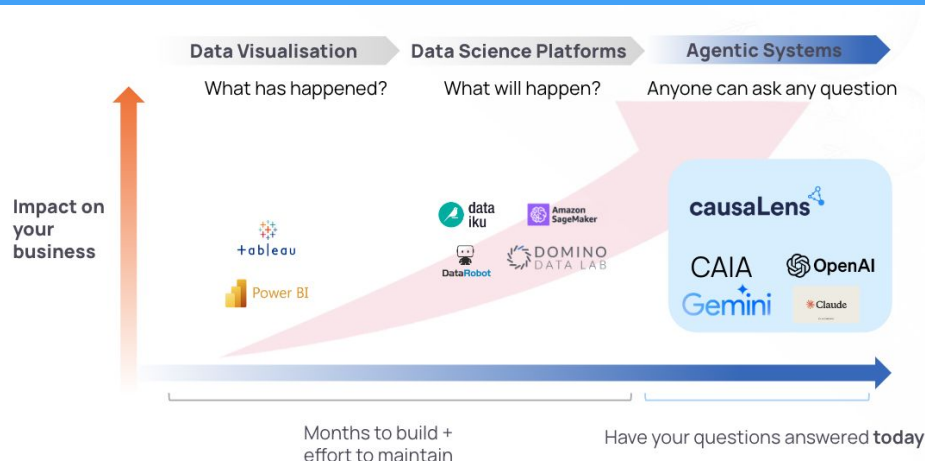 Data Visualisation
Data Science Platforms
Agentic Systems
What has happened?
What will happen?
Anyone can ask any question
Impact on
your
business
+ableau
Power BI
data
iku
Amazon
SageMaker
DataRobot
DOMINO
DATA LAB
causaLens
CAIA
OpenAI
Gemini
Claude
Months to build +
effort to maintain
Have your questions answered today